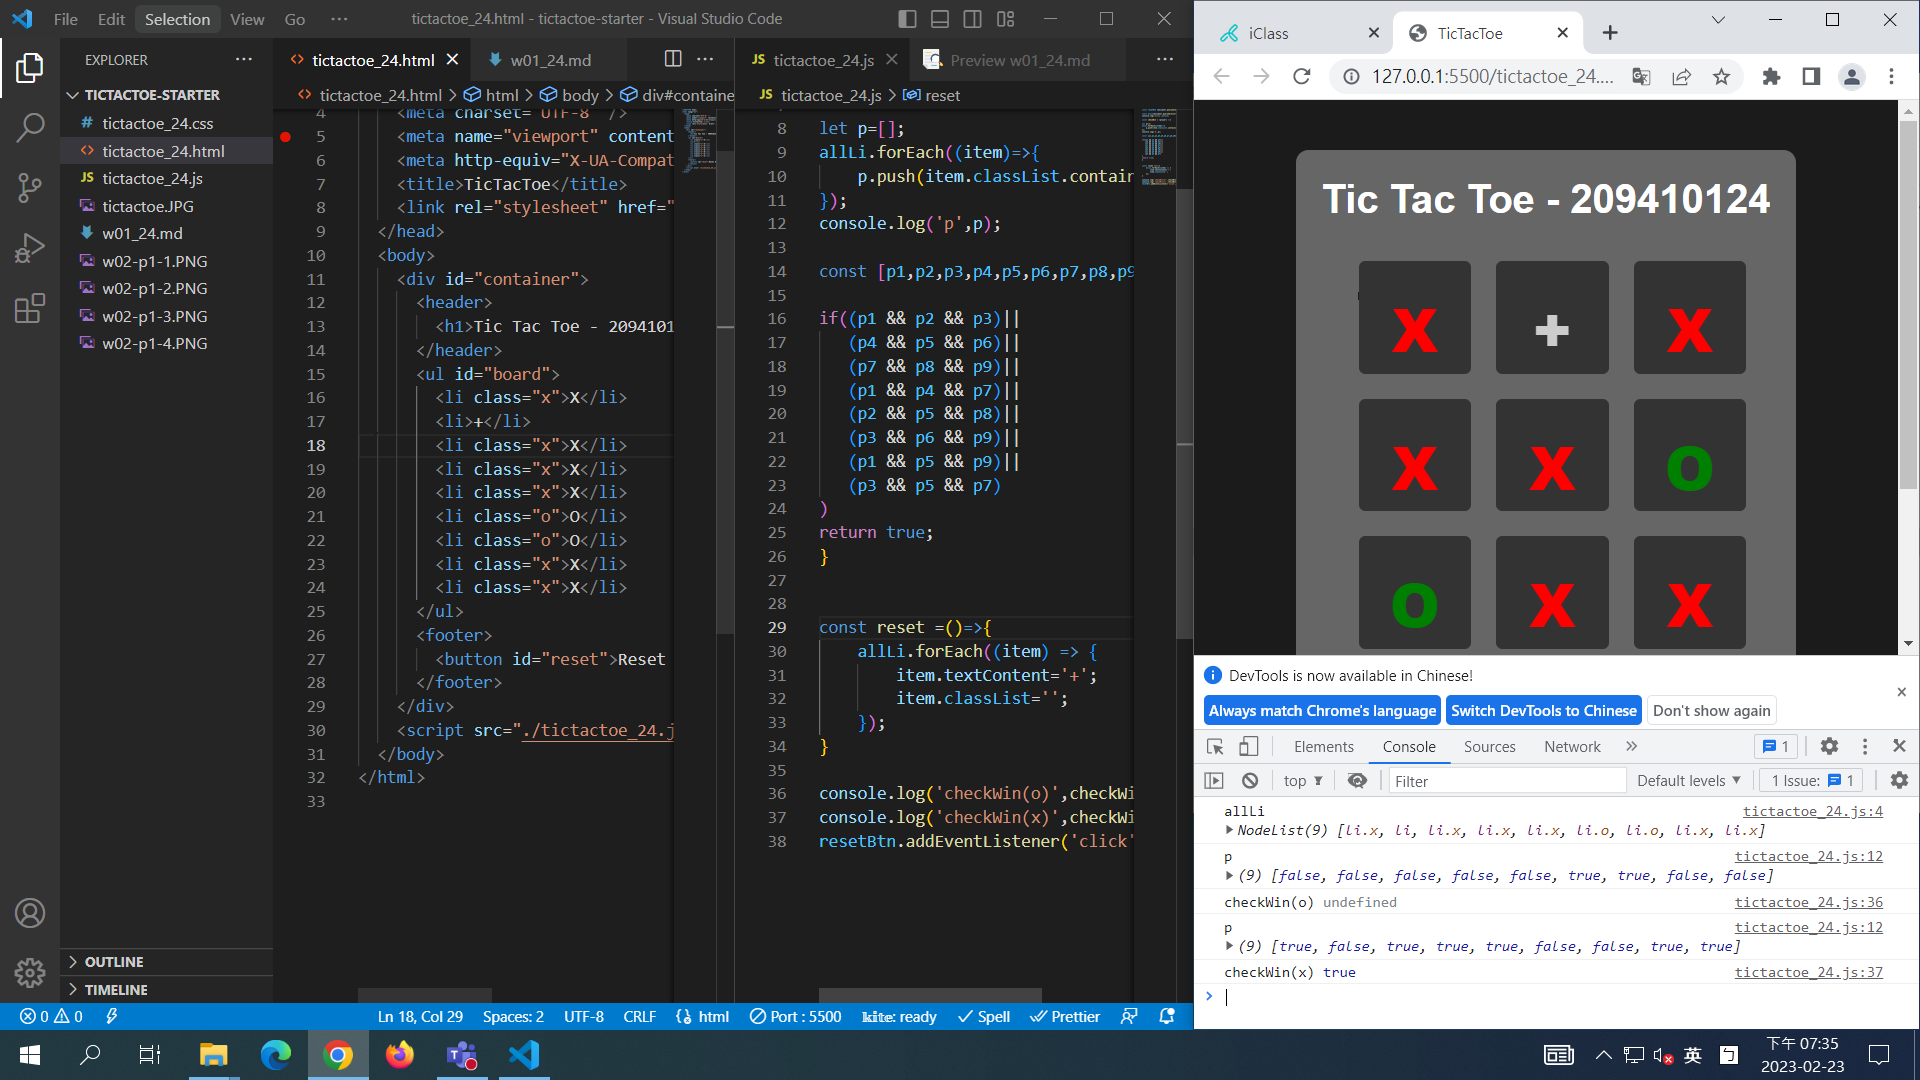 File Edit Selection View Go ··· tictactoe_24.html - tictactoe-starter - Visual Studio Code
EXPLORER ···
TICTACTOE-STARTER
# tictactoe_24.css
<> tictactoe_24.html
JS tictactoe_24.js
tictactoe.JPG
w01_24.md
w02-p1-1.PNG
w02-p1-2.PNG
w02-p1-3.PNG
w02-p1-4.PNG
OUTLINE
TIMELINE
<> tictactoe_24.html w01_24.md ···
<> tictactoe_24.html > html > body > div#containe
4 <meta charset="UTF-8" />
5 <meta name="viewport" content
6 <meta http-equiv="X-UA-Compat
7 <title>TicTacToe</title>
8 <link rel="stylesheet" href="
9 </head>
10 <body>
11 <div id="container">
12 <header>
13 <h1>Tic Tac Toe - 2094101
14 </header>
15 <ul id="board">
16 <li class="x">X</li>
17 <li>+</li>
18 <li class="x">X</li>
19 <li class="x">X</li>
20 <li class="x">X</li>
21 <li class="o">O</li>
22 <li class="o">O</li>
23 <li class="x">X</li>
24 <li class="x">X</li>
25 </ul>
26 <footer>
27 <button id="reset">Reset
28 </footer>
29 </div>
30 <script src="./tictactoe_24.j
31 </body>
32 </html>
33
JS tictactoe_24.js Preview w01_24.md ···
JS tictactoe_24.js > reset
8 let p=[];
9 allLi.forEach((item)=>{
10 p.push(item.classList.contain
11 });
12 console.log('p',p);
13
14 const [p1,p2,p3,p4,p5,p6,p7,p8,p9
15
16 if((p1 && p2 && p3)||
17 (p4 && p5 && p6)||
18 (p7 && p8 && p9)||
19 (p1 && p4 && p7)||
20 (p2 && p5 && p8)||
21 (p3 && p6 && p9)||
22 (p1 && p5 && p9)||
23 (p3 && p5 && p7)
24 )
25 return true;
26 }
27
28
29 const reset =()=>{
30 allLi.forEach((item) => {
31 item.textContent='+';
32 item.classList='';
33 });
34 }
35
36 console.log('checkWin(o)',checkWi
37 console.log('checkWin(x)',checkWi
38 resetBtn.addEventListener('click'
0 0 Ln 18, Col 29 Spaces: 2 UTF-8 CRLF html Port : 5500 kite: ready Spell Prettier
iClass TicTacToe
127.0.0.1:5500/tictactoe_24....
Tic Tac Toe - 209410124
X + X
X X O
O X X
DevTools is now available in Chinese!
Always match Chrome's language Switch DevTools to Chinese Don't show again
Elements Console Sources Network » 1
top Filter Default levels 1 Issue: 1
allLi tictactoe_24.js:4
NodeList(9) [li.x, li, li.x, li.x, li.x, li.o, li.o, li.x, li.x]
p tictactoe_24.js:12
(9) [false, false, false, false, false, true, true, false, false]
checkWin(o) undefined tictactoe_24.js:36
p tictactoe_24.js:12
(9) [true, false, true, true, true, false, false, true, true]
checkWin(x) true tictactoe_24.js:37
>
英 ㄅ 下午 07:35
2023-02-23